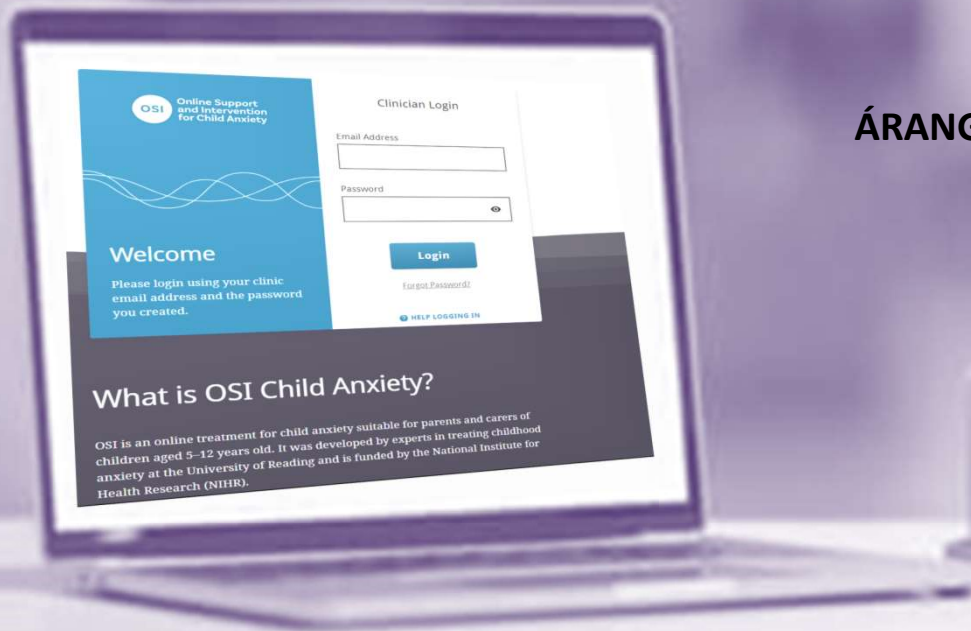 OSI
Online Support
and Intervention
for Child Anxiety
Welcome
Please login using your clinic
email address and the password
you created.
Clinician Login
Email Address
Password
Login
Forgot Password?
? HELP LOGGING IN
ÁRANG
What is OSI Child Anxiety?
OSI is an online treatment for child anxiety suitable for parents and carers of
children aged 5–12 years old. It was developed by experts in treating childhood
anxiety at the University of Reading and is funded by the National Institute for
Health Research (NIHR).